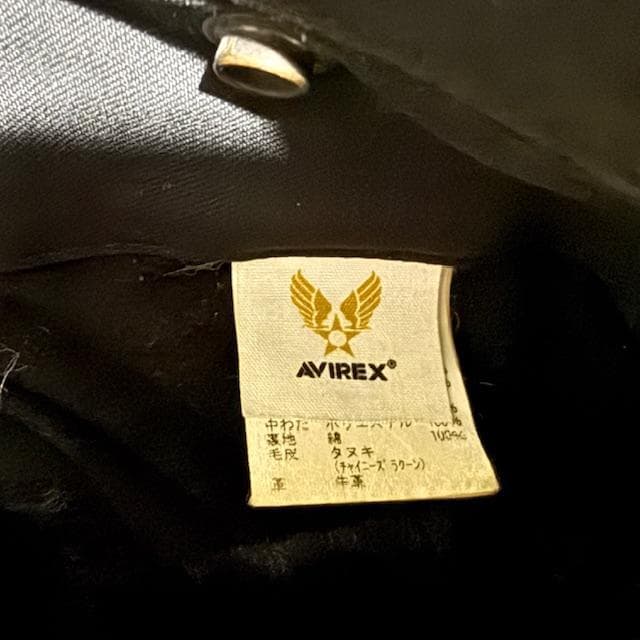 AVIREX®
中わた ポリエステル 100%
裏地 綿 100%
毛皮 タヌキ
(チャイニーズ ラクーン)
革 牛革